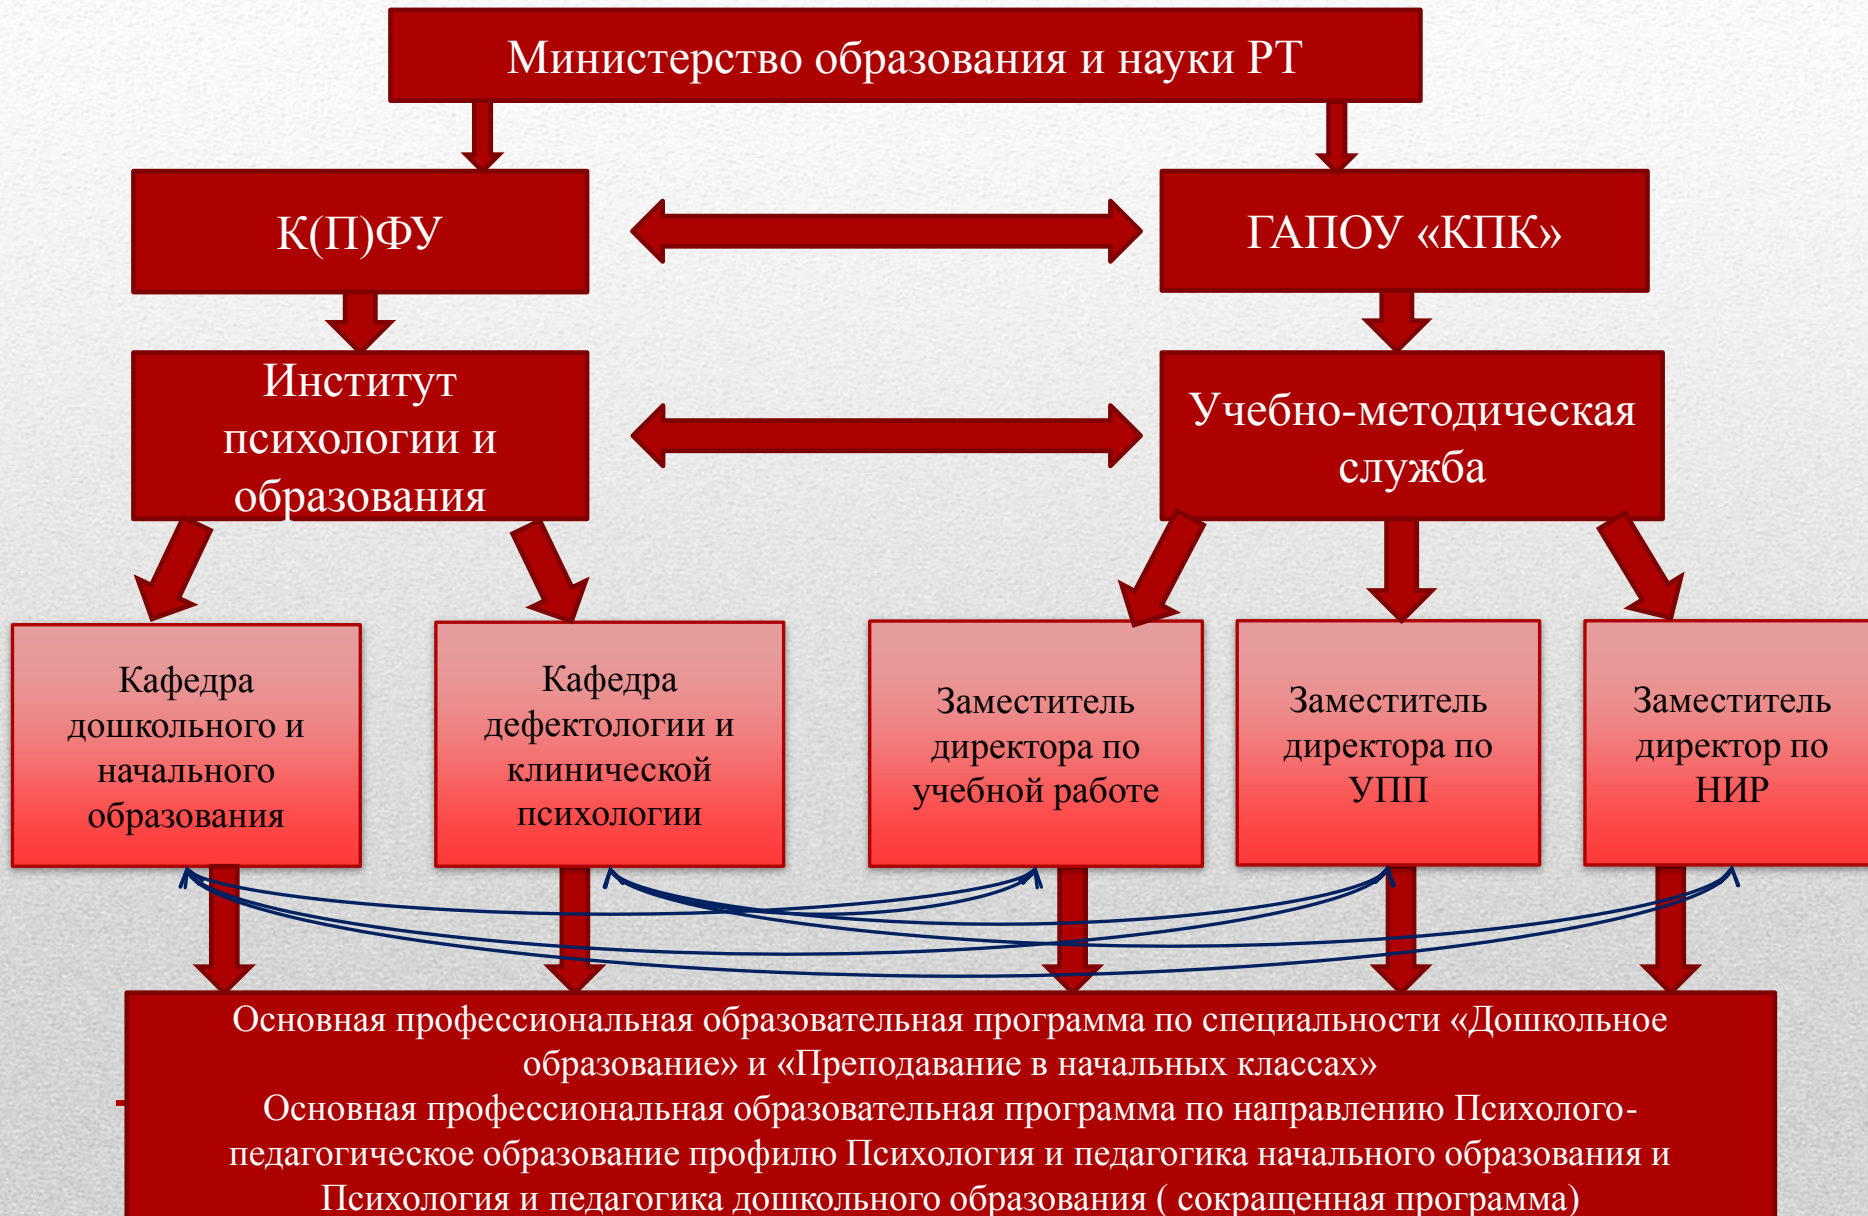 Министерство образования и науки РТ
К(П)ФУ
ГАПОУ «КПК»
Институт
психологии и
образования
Учебно-методическая
служба
Кафедра
дошкольного и
начального
образования
Кафедра
дефектологии и
клинической
психологии
Заместитель
директора по
учебной работе
Заместитель
директора по
УПП
Заместитель
директор по
НИР
Основная профессиональная образовательная программа по специальности «Дошкольное
образование» и «Преподавание в начальных классах»
Основная профессиональная образовательная программа по направлению Психолого-
педагогическое образование профилю Психология и педагогика начального образования и
Психология и педагогика дошкольного образования ( сокращенная программа)